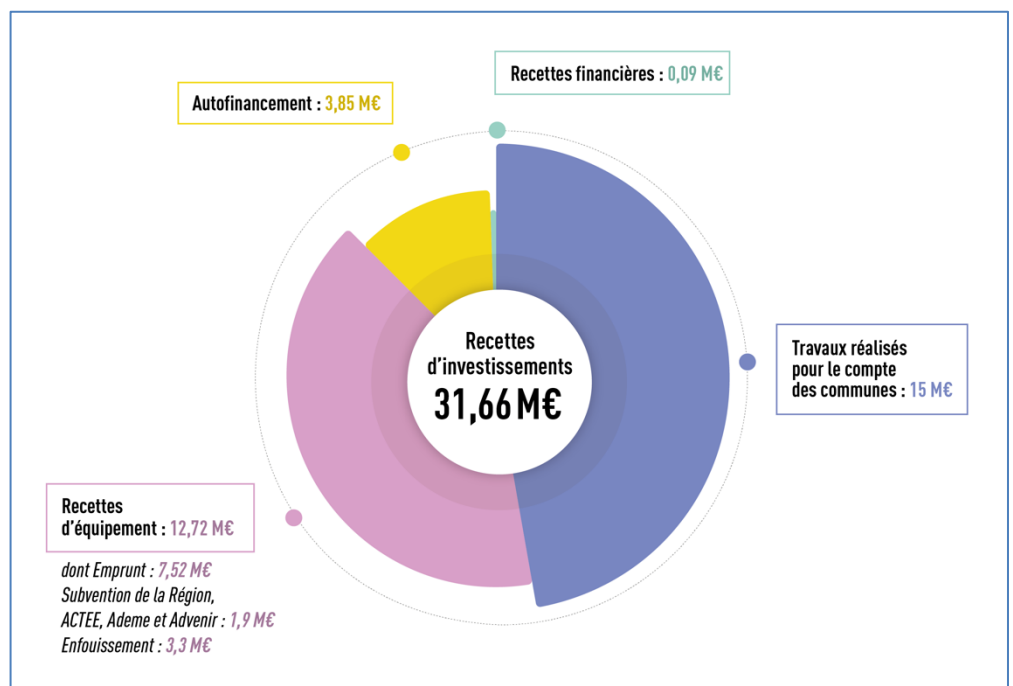 Recettes financières : 0,09 M€
Autofinancement : 3,85 M€
Recettes
d’investissements
31,66 M€
Travaux réalisés
pour le compte
des communes : 15 M€
Recettes
d’équipement : 12,72 M€
dont Emprunt : 7,52 M€
Subvention de la Région,
ACTEE, Ademe et Advenir : 1,9 M€
Enfouissement : 3,3 M€